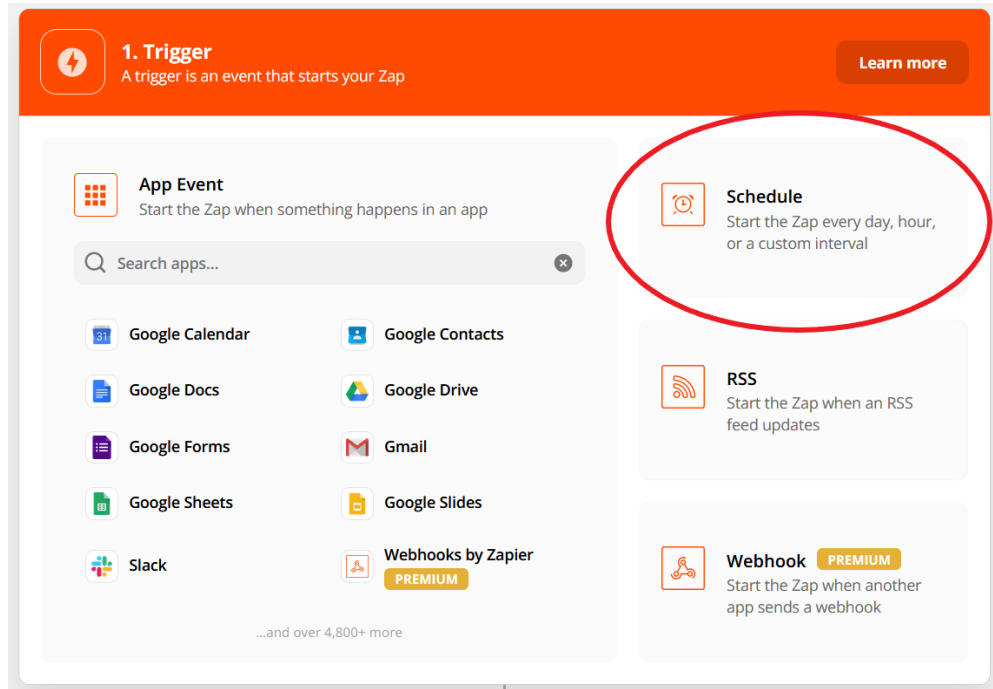 1. Trigger
A trigger is an event that starts your Zap
Learn more
App Event
Start the Zap when something happens in an app
Search apps...
31
Google Calendar
Google Contacts
Google Docs
Google Drive
Google Forms
Gmail
Google Sheets
Google Slides
Slack
Webhooks by Zapier
PREMIUM
...and over 4,800+ more
Schedule
Start the Zap every day, hour,
or a custom interval
RSS
Start the Zap when an RSS
feed updates
Webhook PREMIUM
Start the Zap when another
app sends a webhook